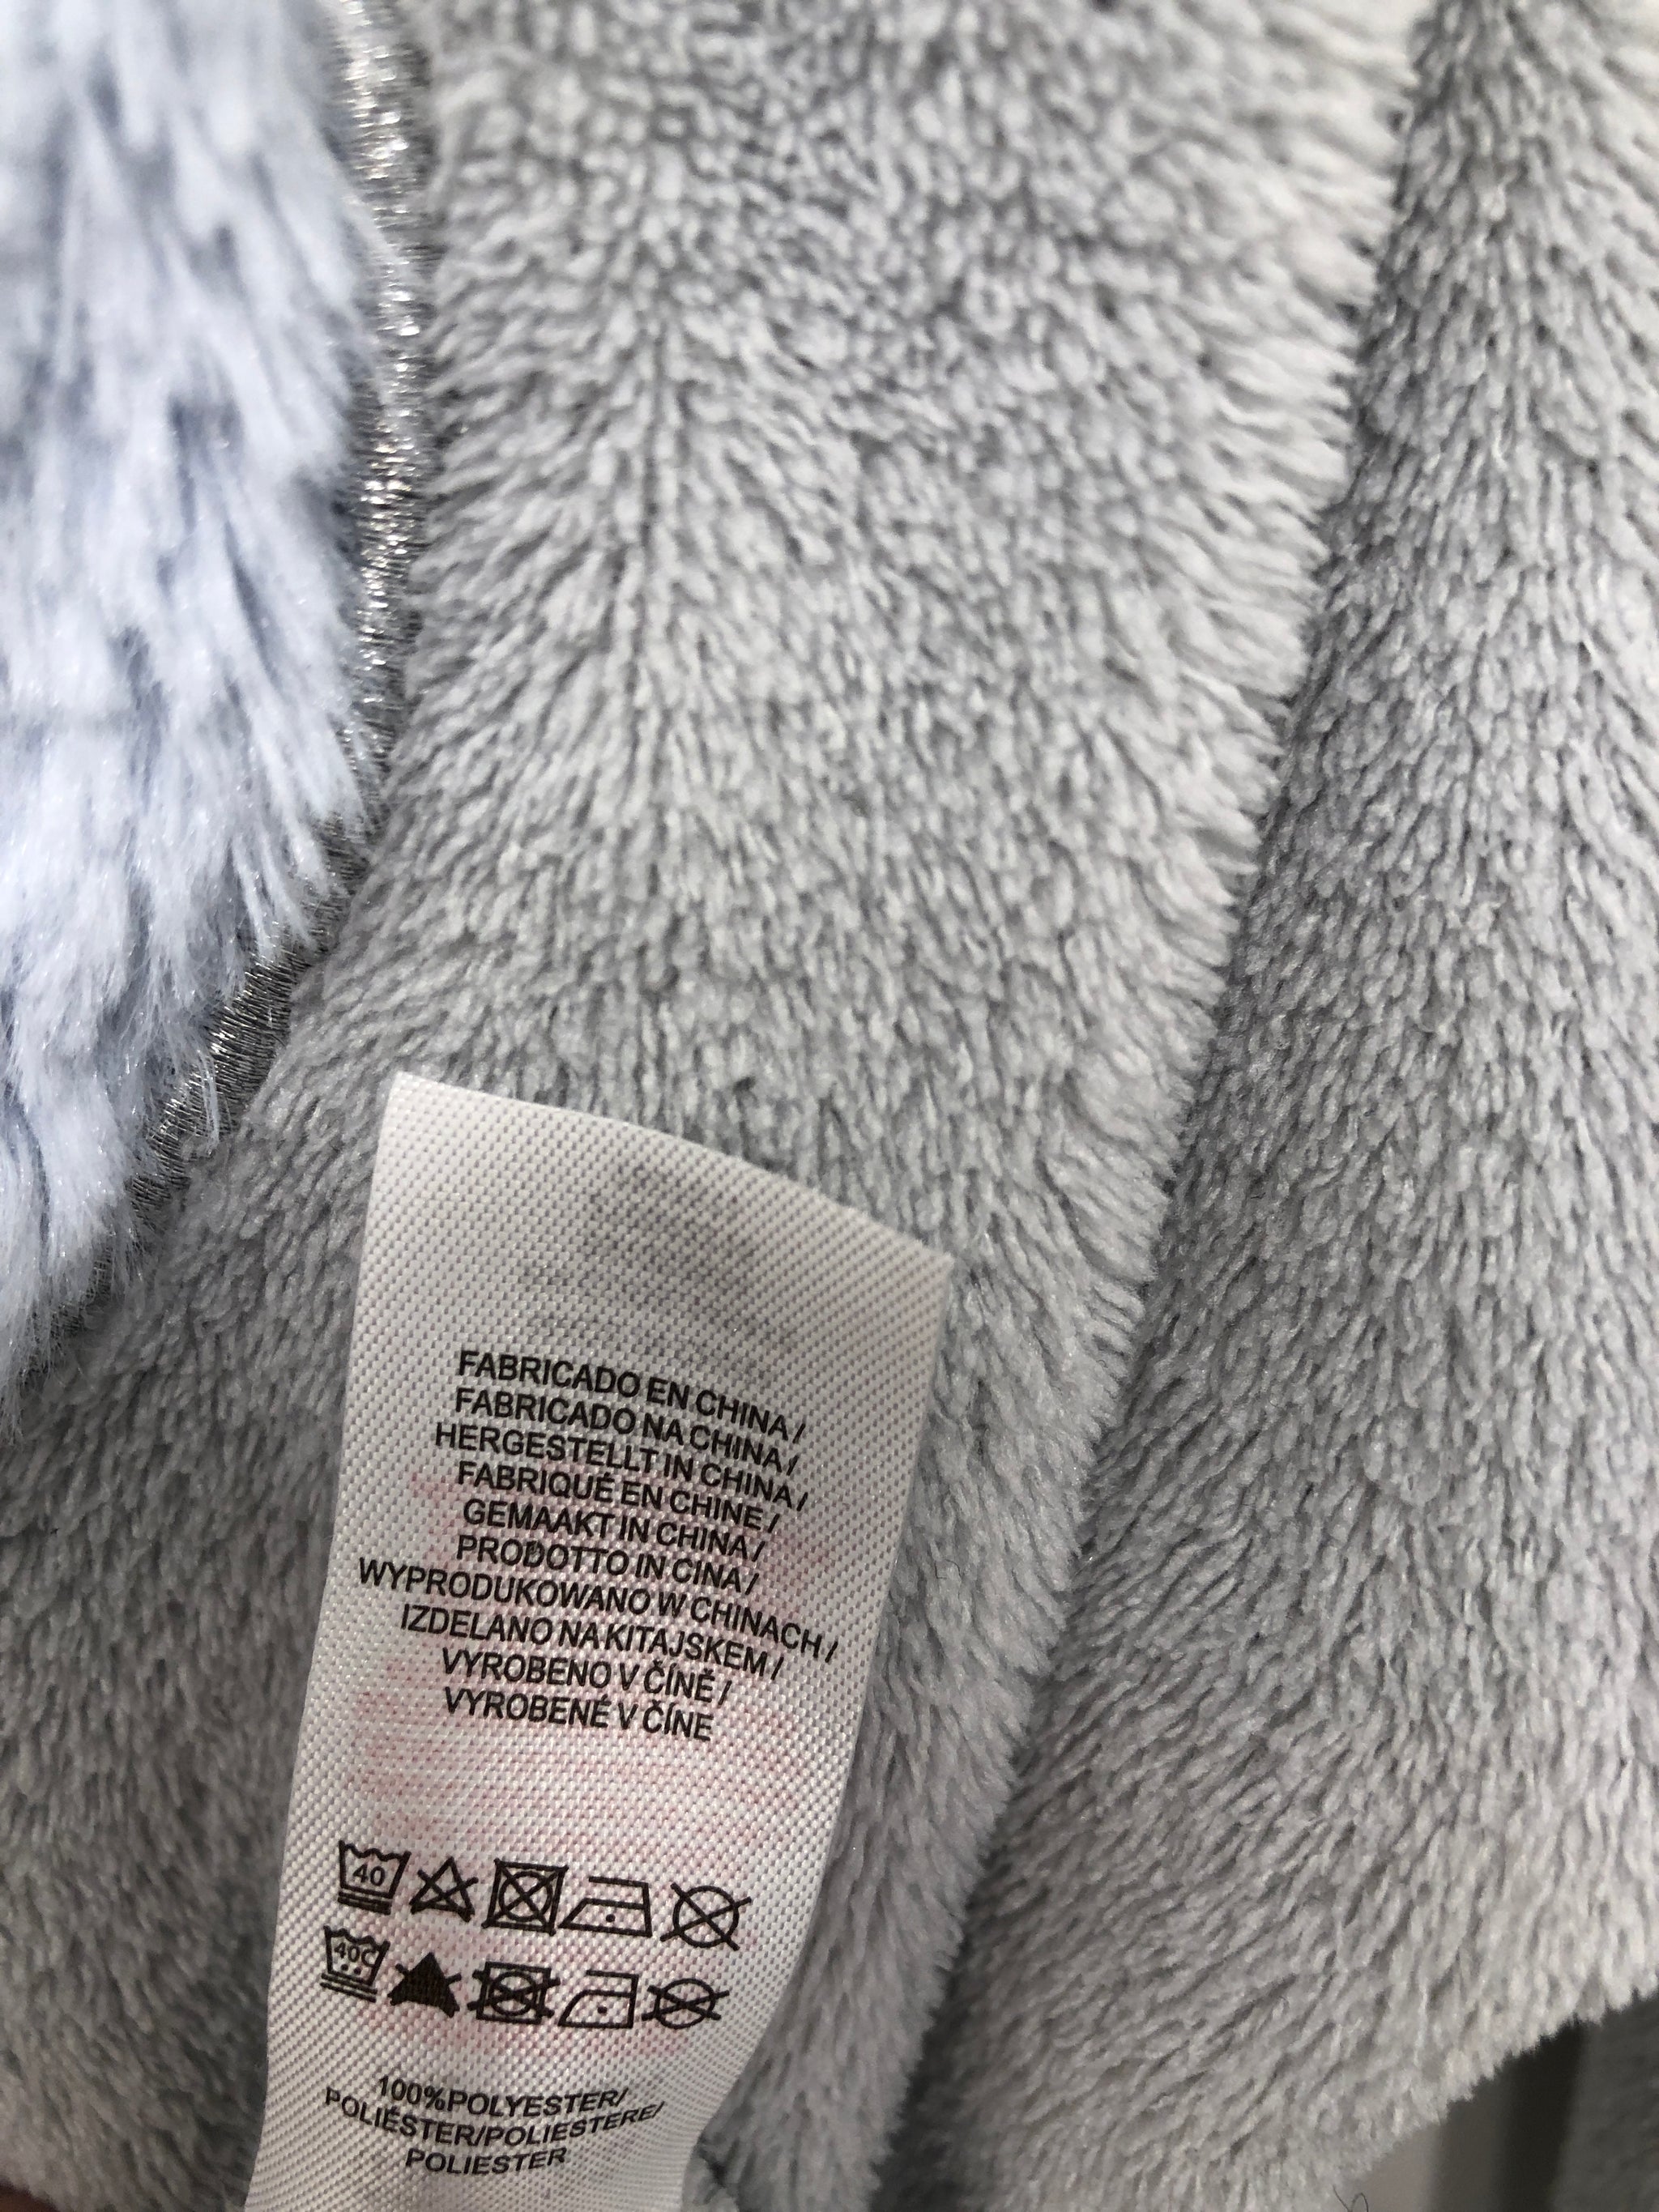 FABRICADO EN CHINA /
FABRICADO NA CHINA /
HERGESTELLT IN CHINA /
FABRIQUÉ EN CHINE /
GEMAAKT IN CHINA /
PRODOTTO IN CINA /
WYPRODUKOWANO W CHINACH /
IZDELANO NA KITAJSKEM /
VYROBENO V ČÍNĚ /
VYROBENÉ V ČÍNE
40
40C
100%POLYESTER/
POLIÉSTER/POLIESTERE/
POLIESTER